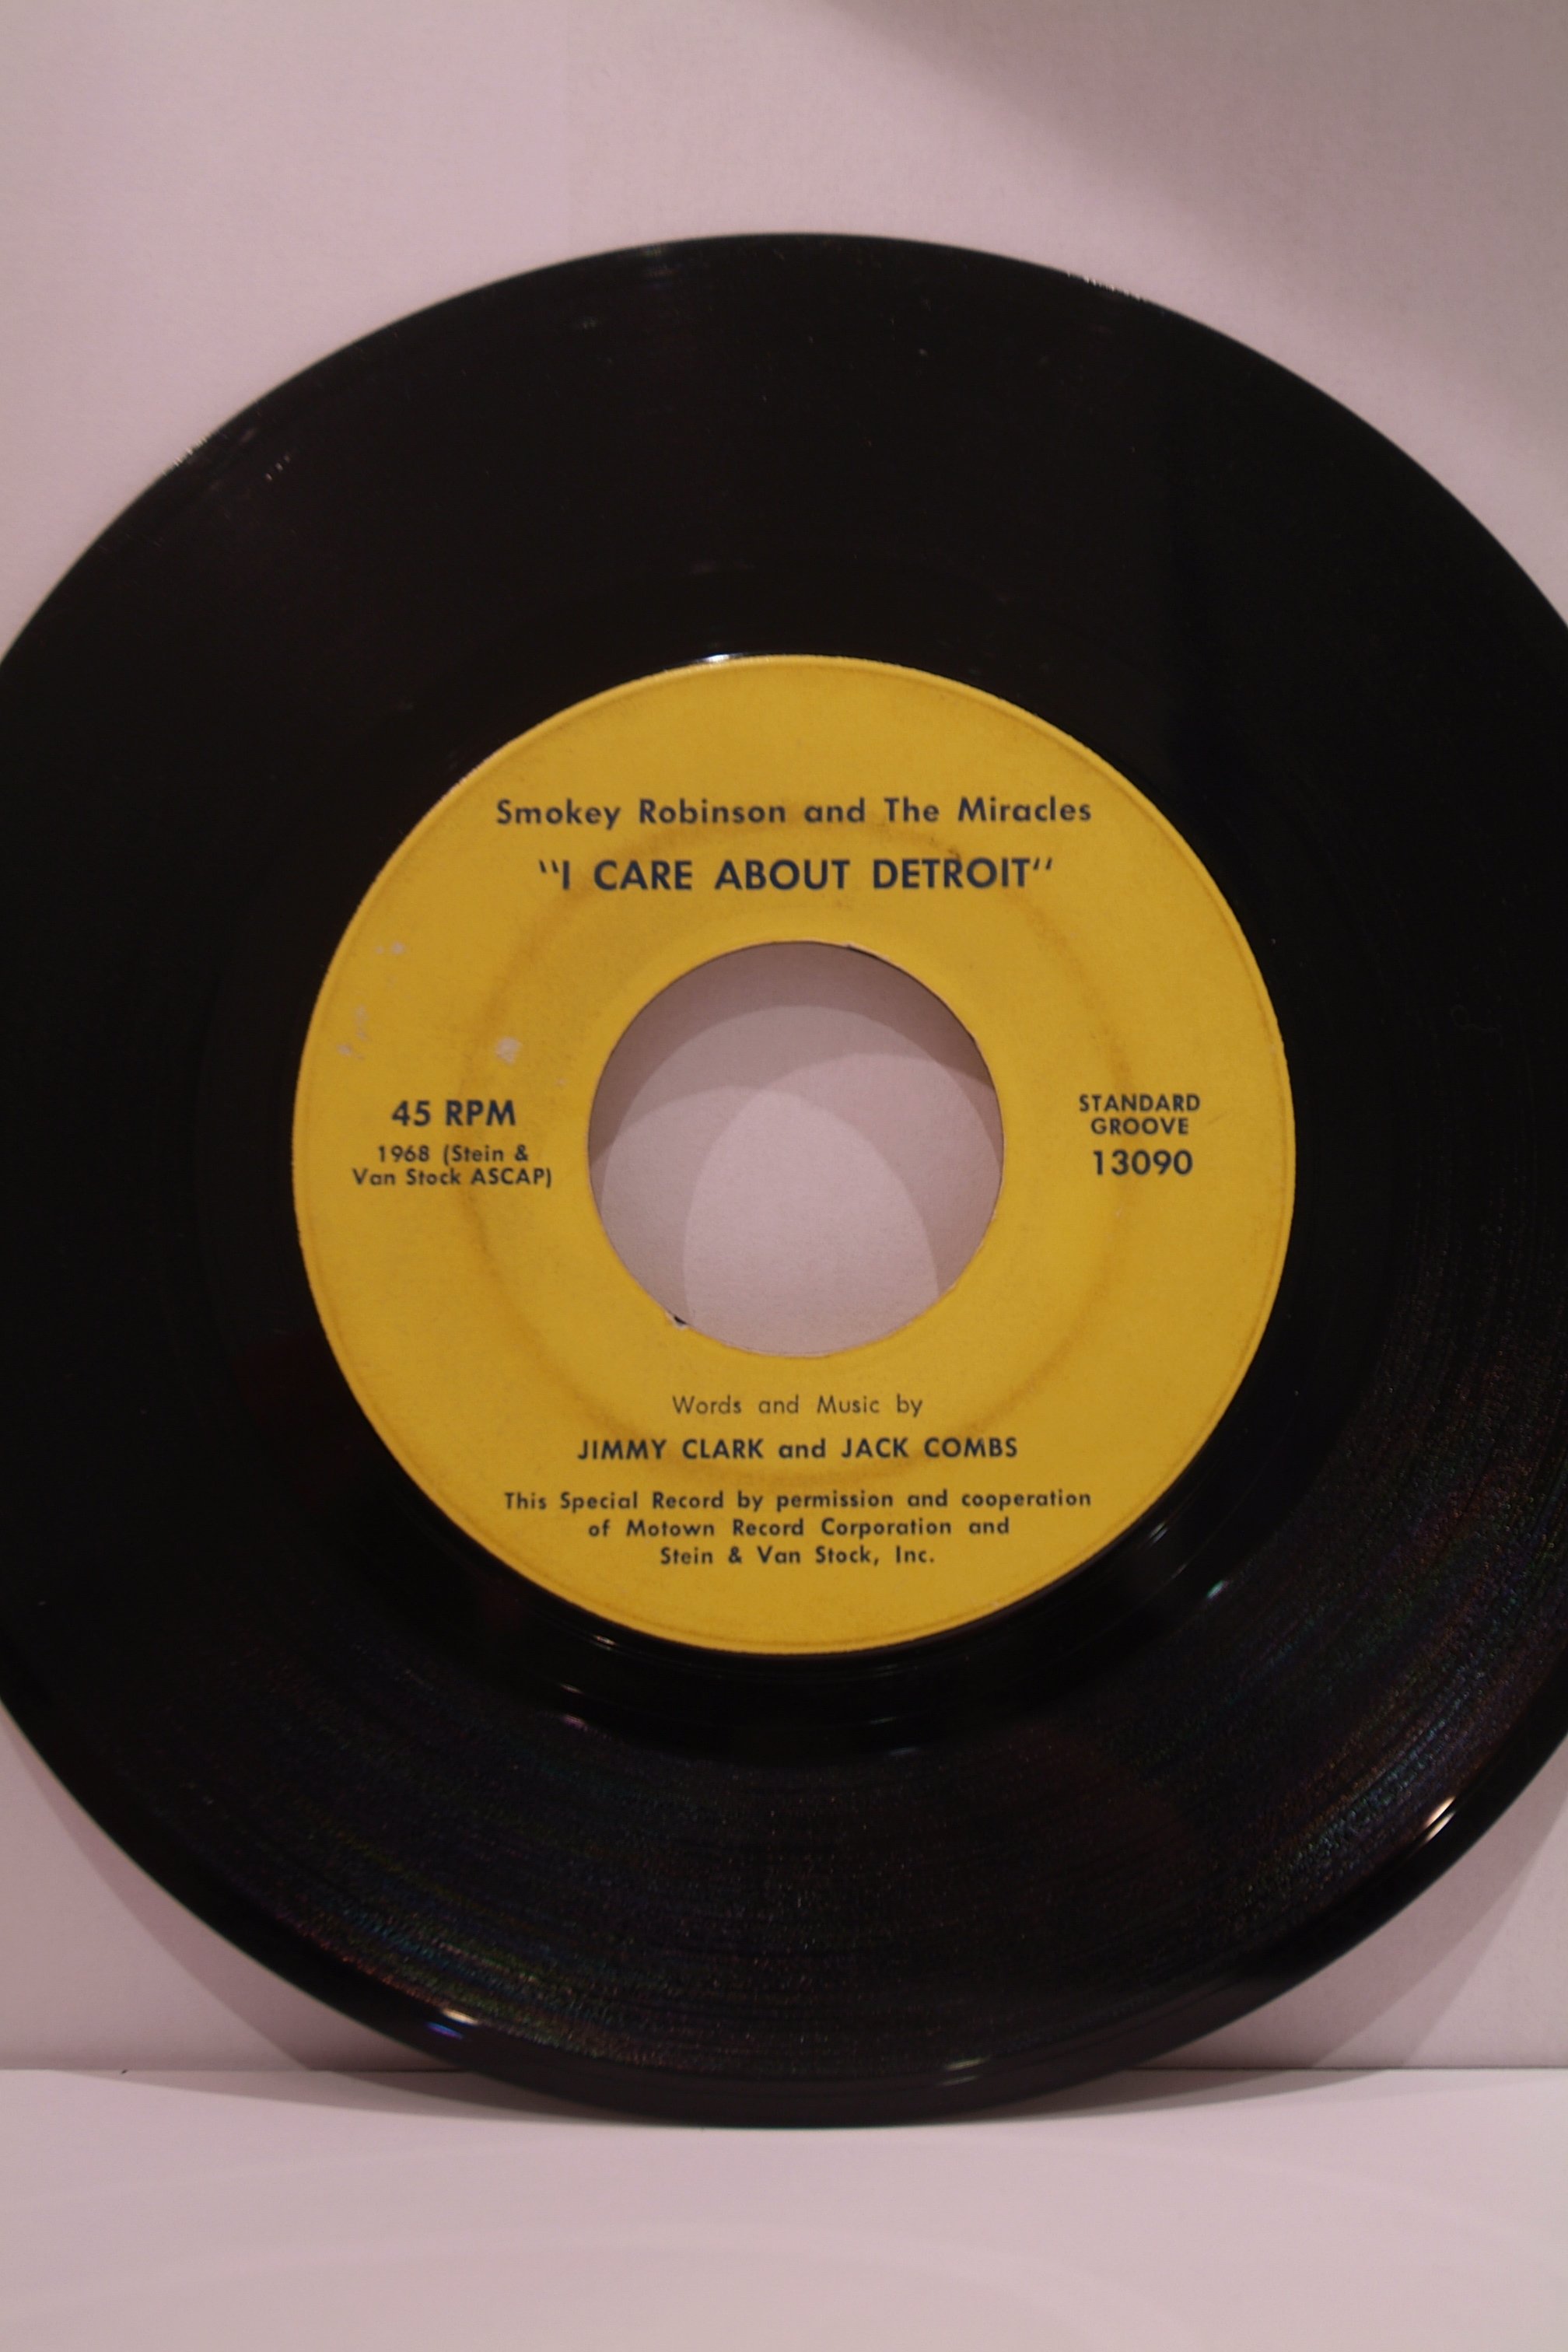 Smokey Robinson and The Miracles
"I CARE ABOUT DETROIT"
45 RPM
1968 (Stein &
Van Stock ASCAP)
STANDARD
GROOVE
13090
Words and Music by
JIMMY CLARK and JACK COMBS
This Special Record by permission and cooperation
of Motown Record Corporation and
Stein & Van Stock, Inc.